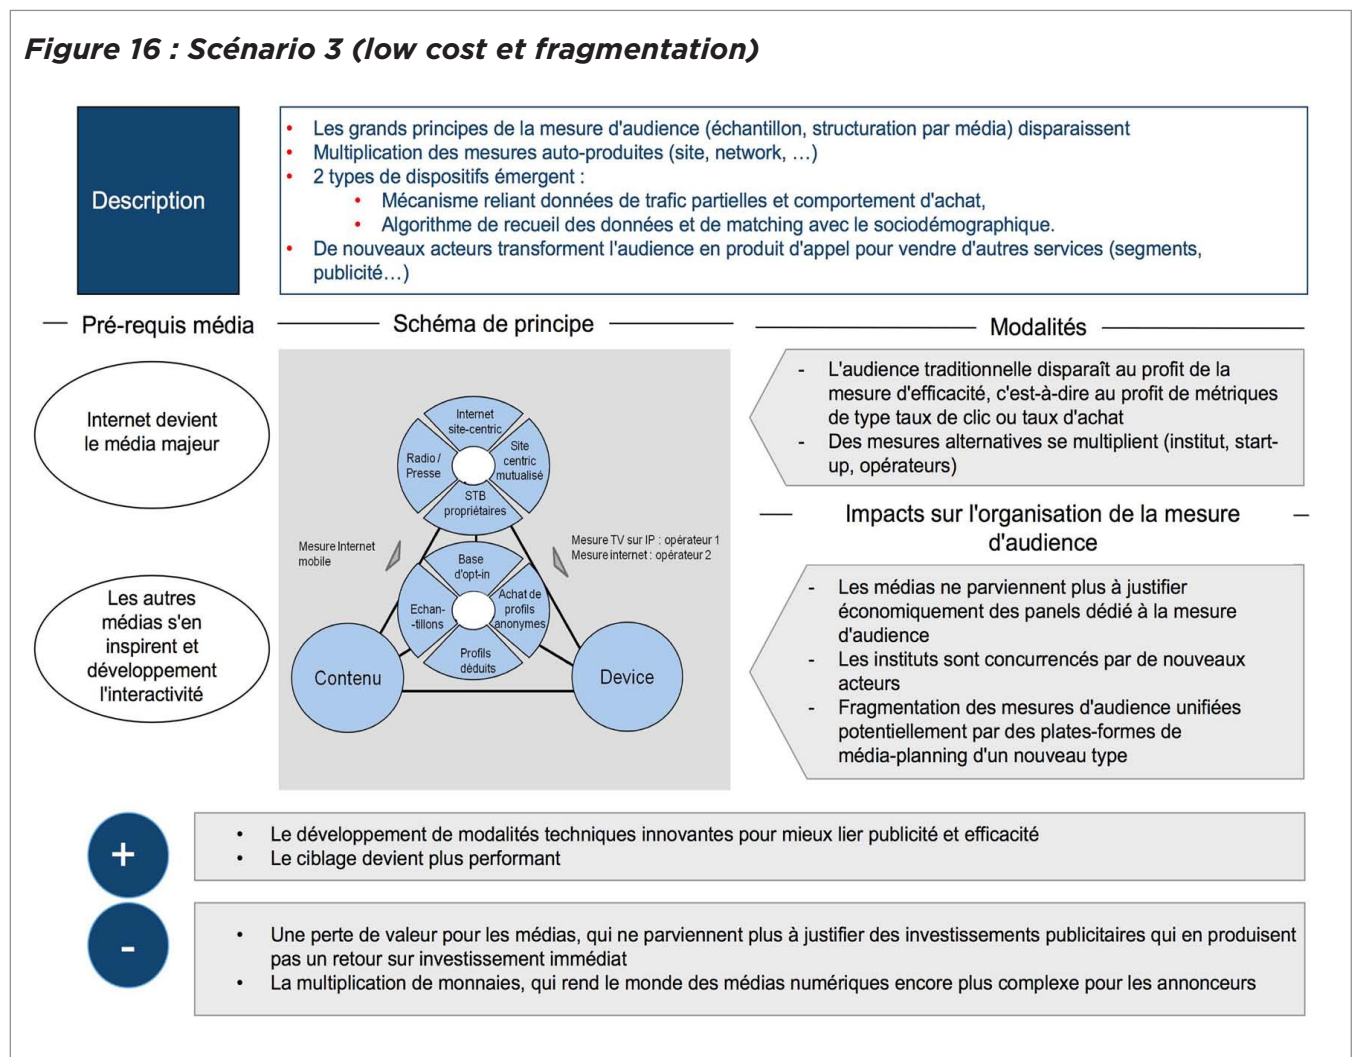 Figure 16 : Scénario 3 (low cost et fragmentation)
Description
• Les grands principes de la mesure d'audience (échantillon, structuration par média) disparaissent
• Multiplication des mesures auto-produites (site, network, …)
• 2 types de dispositifs émergent :
• Mécanisme reliant données de trafic partielles et comportement d'achat,
• Algorithme de recueil des données et de matching avec le sociodémographique.
• De nouveaux acteurs transforment l'audience en produit d'appel pour vendre d'autres services (segments,
publicité…)
Pré-requis média
Internet devient
le média majeur
Les autres
médias s'en
inspirent et
développement
l'interactivité
Schéma de principe
Internet
site-centric
Radio /
Presse
Site
centric
mutualisé
STB
propriétaires
Mesure Internet
mobile
Mesure TV sur IP : opérateur 1
Mesure internet : opérateur 2
Base
d'opt-in
Echan-
-tillons
Achat de
profils
anonymes
Profils
déduits
Contenu
Device
Modalités
- L'audience traditionnelle disparaît au profit de la
mesure d'efficacité, c'est-à-dire au profit de métriques
de type taux de clic ou taux d'achat
- Des mesures alternatives se multiplient (institut, start-
up, opérateurs)
Impacts sur l'organisation de la mesure
d'audience
- Les médias ne parviennent plus à justifier
économiquement des panels dédié à la mesure
d'audience
- Les instituts sont concurrencés par de nouveaux
acteurs
- Fragmentation des mesures d'audience unifiées
potentiellement par des plates-formes de
média-planning d'un nouveau type
+
• Le développement de modalités techniques innovantes pour mieux lier publicité et efficacité
• Le ciblage devient plus performant
-
• Une perte de valeur pour les médias, qui ne parviennent plus à justifier des investissements publicitaires qui en produisent
pas un retour sur investissement immédiat
• La multiplication de monnaies, qui rend le monde des médias numériques encore plus complexe pour les annonceurs